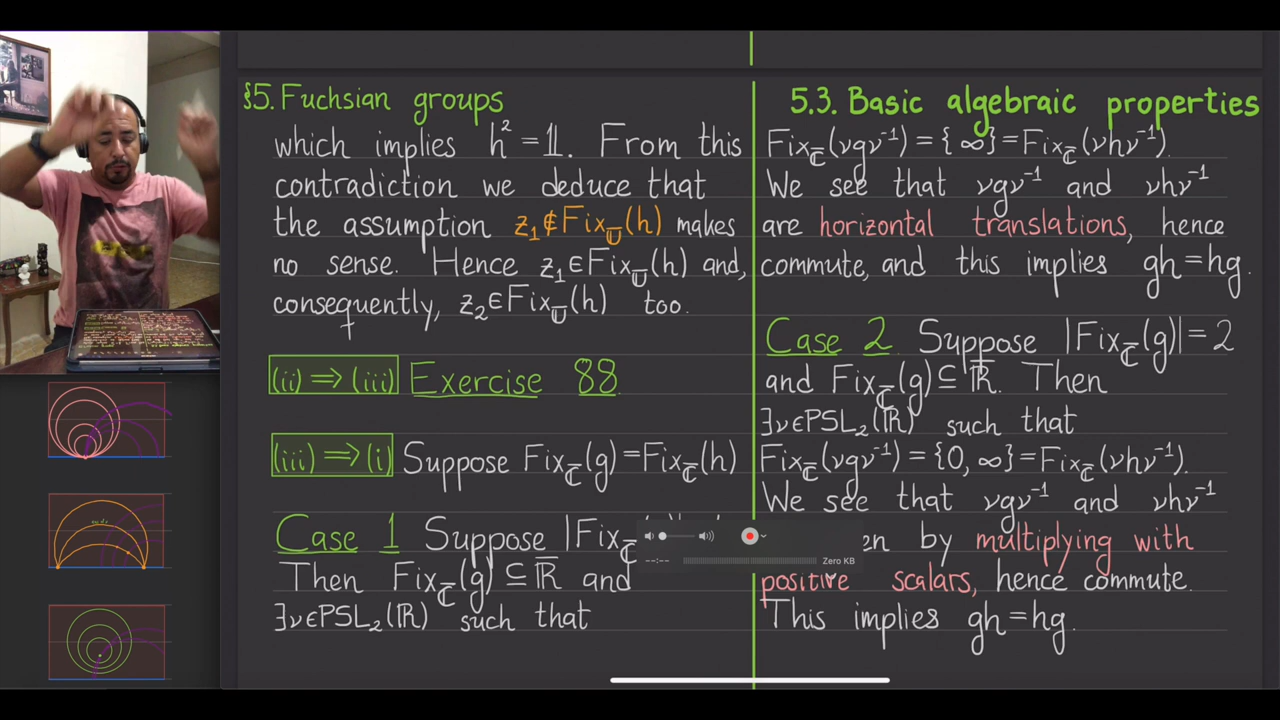 §5. Fuchsian groups
which implies h² = 𝟙. From this
contradiction we deduce that
the assumption z₁∉Fix_U̅(h) makes
no sense. Hence z₁∈Fix_U̅(h) and,
consequently, z₂∈Fix_U̅(h) too.
(ii) ⟹ (iii) Exercise 88
(iii) ⟹ (i) Suppose Fix_ℂ̅(g) = Fix_ℂ̅(h)
Case 1 Suppose |Fix_ℂ̅
Then Fix_ℂ̅(g) ⊆ ℝ̅ and
∃ν∈PSL₂(ℝ) such that
5.3. Basic algebraic properties
Fix_ℂ̅(νgν⁻¹) = {∞} = Fix_ℂ̅(νhν⁻¹).
We see that νgν⁻¹ and νhν⁻¹
are horizontal translations, hence
commute, and this implies gh = hg.
Case 2 Suppose |Fix_ℂ̅(g)| = 2
and Fix_ℂ̅(g) ⊆ ℝ̅. Then
∃ν∈PSL₂(ℝ) such that
Fix_ℂ̅(νgν⁻¹) = {0, ∞} = Fix_ℂ̅(νhν⁻¹).
We see that νgν⁻¹ and νhν⁻¹
en by multiplying with
positive scalars, hence commute.
This implies gh = hg.
--:--
Zero KB